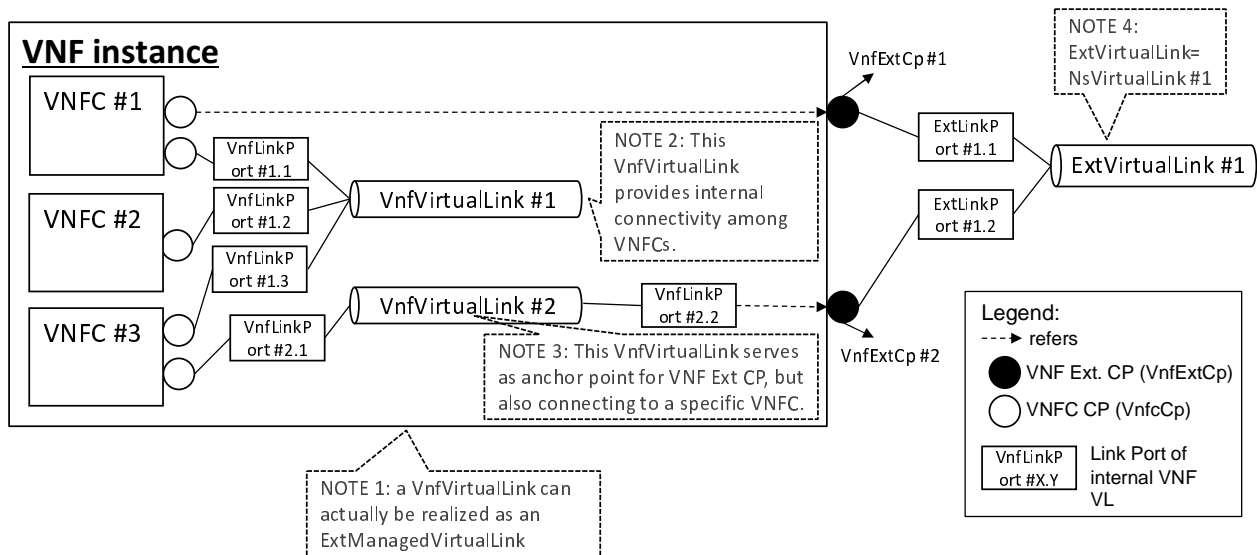 VNF instance
VNFC #1
VNFC #2
VNFC #3
VnfLinkP
ort #1.1
VnfLinkP
ort #1.2
VnfLinkP
ort #1.3
VnfLinkP
ort #2.1
VnfVirtualLink #1
VnfVirtualLink #2
VnfLinkP
ort #2.2
NOTE 2: This
VnfVirtualLink
provides internal
connectivity among
VNFCs.
NOTE 3: This VnfVirtualLink serves
as anchor point for VNF Ext CP, but
also connecting to a specific VNFC.
NOTE 1: a VnfVirtualLink can
actually be realized as an
ExtManagedVirtualLink
VnfExtCp #1
VnfExtCp #2
ExtLinkP
ort #1.1
ExtLinkP
ort #1.2
NOTE 4:
ExtVirtualLink=
NsVirtualLink #1
ExtVirtualLink #1
Legend:
refers
VNF Ext. CP (VnfExtCp)
VNFC CP (VnfcCp)
VnfLinkP
ort #X.Y
Link Port of
internal VNF
VL